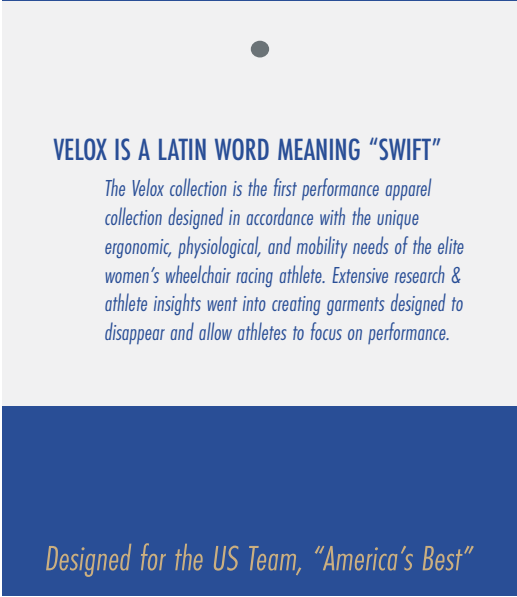 VELOX IS A LATIN WORD MEANING “SWIFT”
The Velox collection is the first performance apparel
collection designed in accordance with the unique
ergonomic, physiological, and mobility needs of the elite
women’s wheelchair racing athlete. Extensive research &
athlete insights went into creating garments designed to
disappear and allow athletes to focus on performance.
Designed for the US Team, “America’s Best”